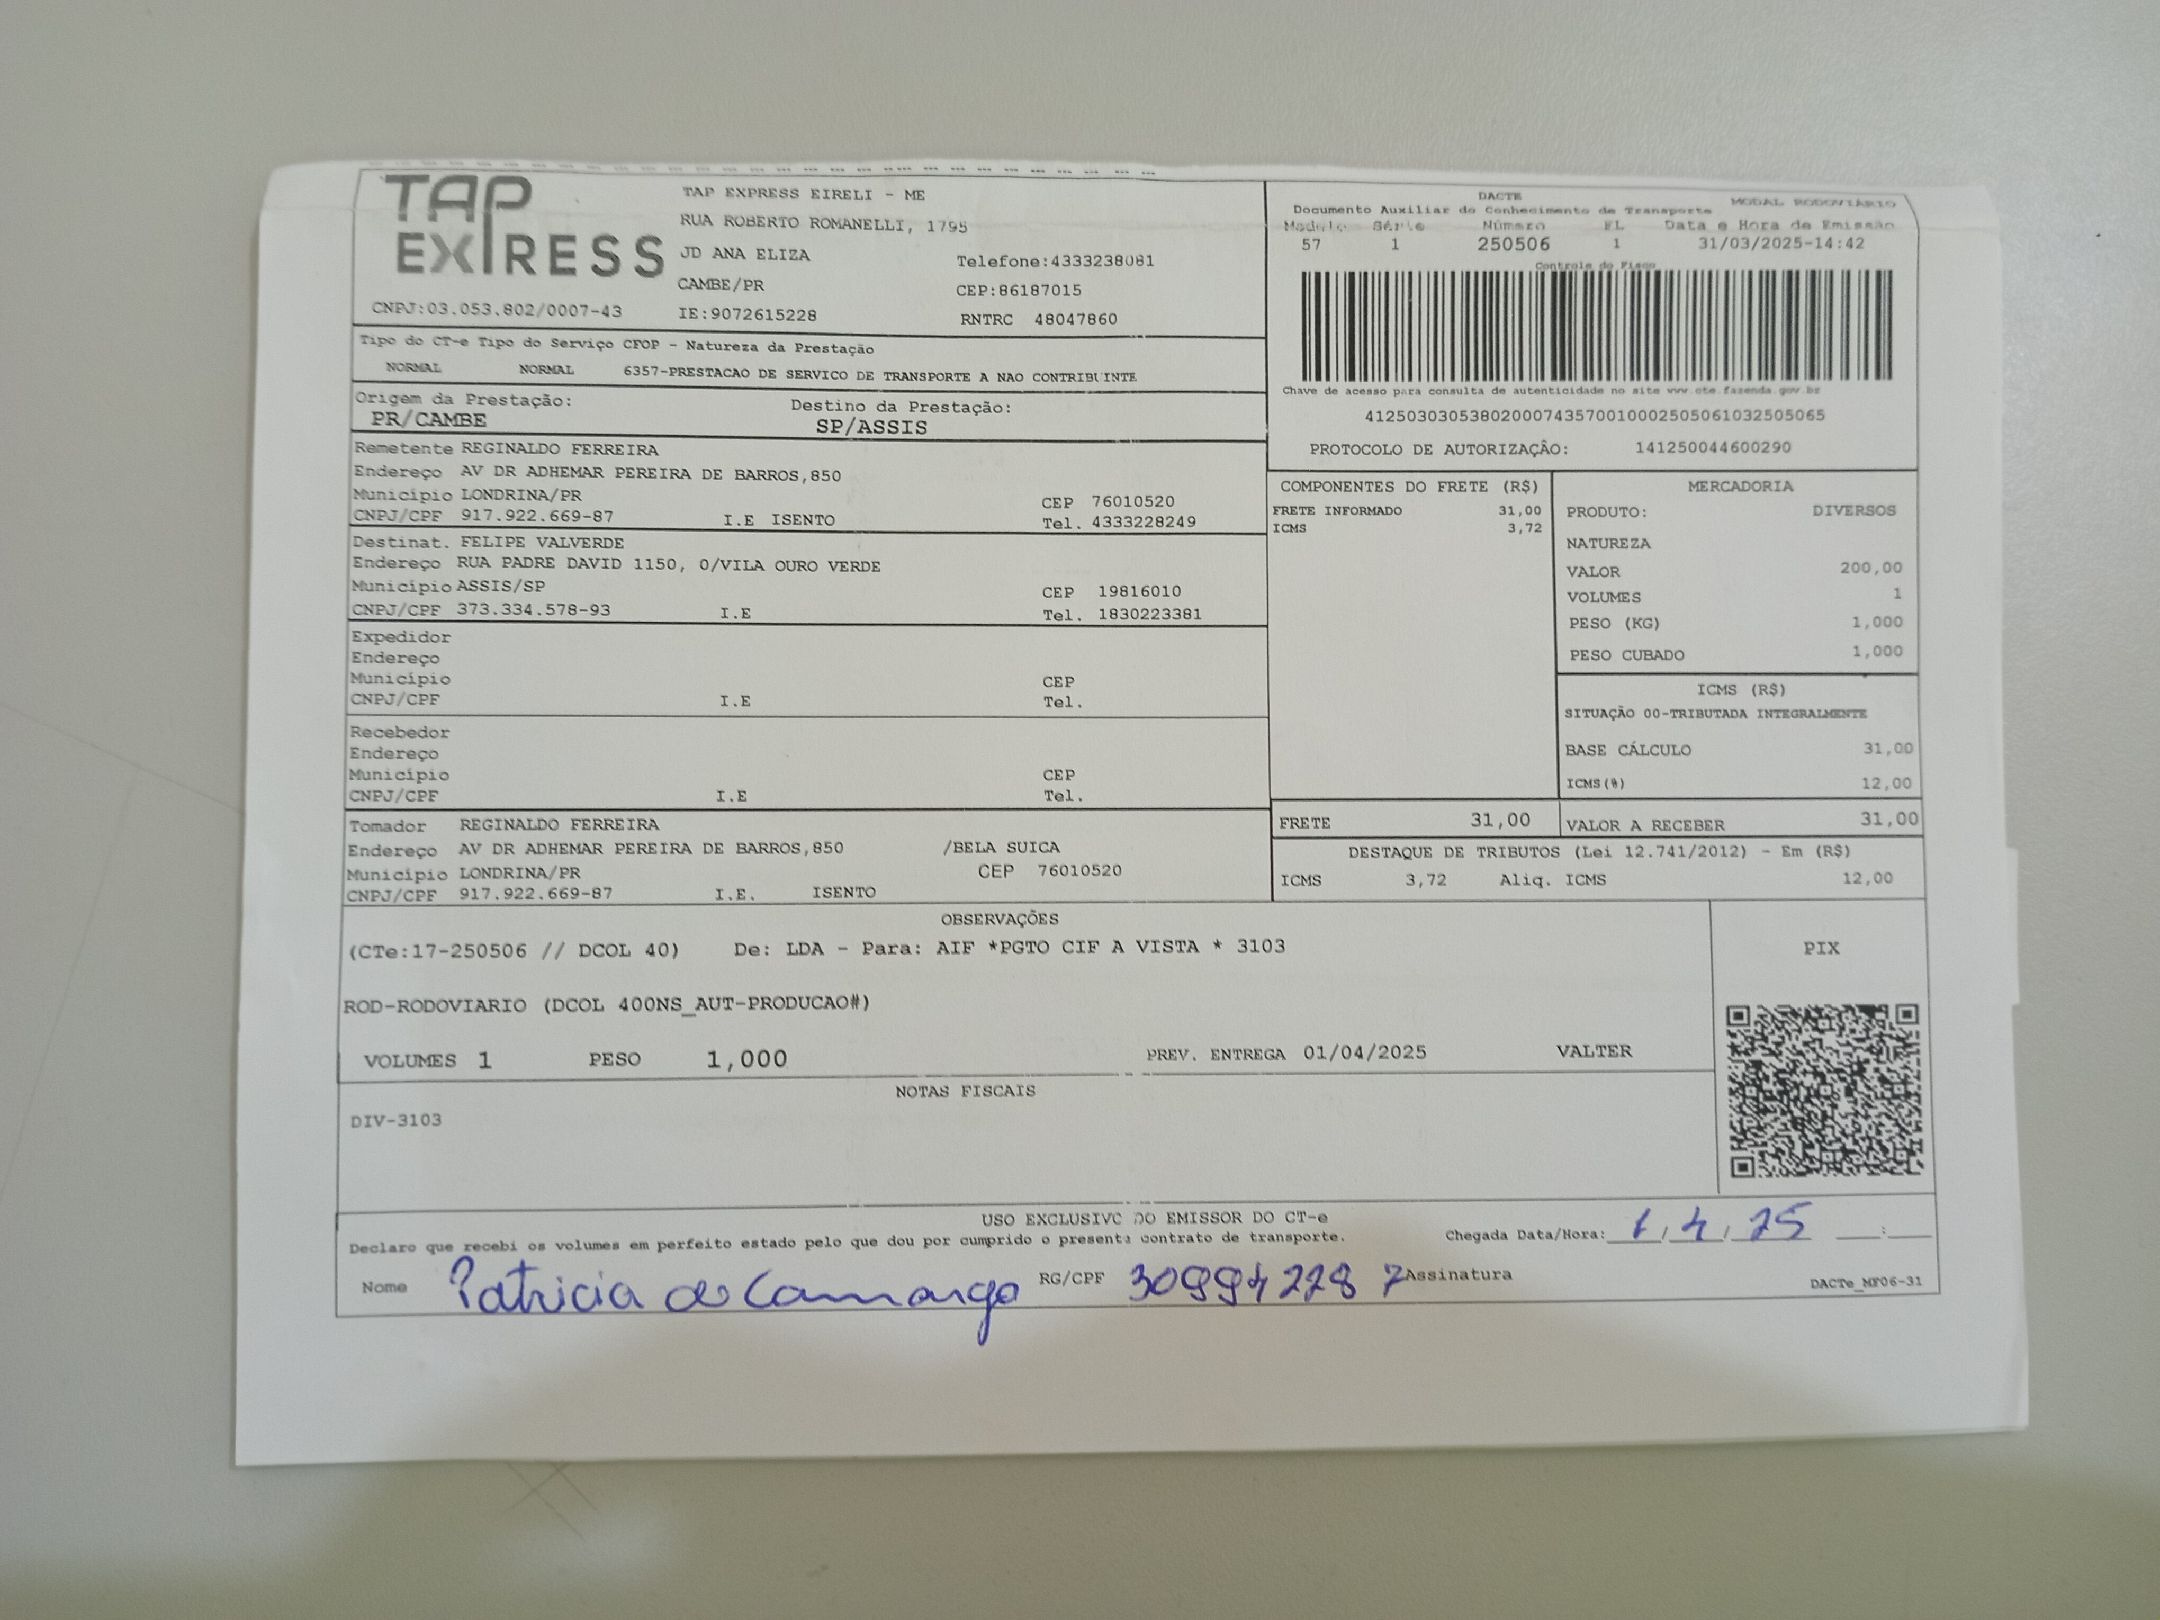 TAP EXPRESS
TAP EXPRESS EIRELI - ME
RUA ROBERTO ROMANELLI, 1795
JD ANA ELIZA Telefone:4333238081
CAMBE/PR CEP:86187015
CNPJ:03.053.802/0007-43 IE:9072615228 RNTRC 48047860
DACTE MODAL RODOVIÁRIO
Documento Auxiliar do Conhecimento de Transporte
Modelo Série Número FL Data e Hora de Emissão
57 1 250506 1 31/03/2025-14:42
Controle do Fisco
Chave de acesso para consulta de autenticidade no site www.cte.fazenda.gov.br
41250303053802000743570010002505061032505065
PROTOCOLO DE AUTORIZAÇÂO: 141250044600290
Tipo do CT-e Tipo do Serviço CFOP - Natureza da Prestação
NORMAL NORMAL 6357-PRESTACAO DE SERVICO DE TRANSPORTE A NAO CONTRIBUINTE
Origem da Prestação: Destino da Prestação:
PR/CAMBE SP/ASSIS
Remetente REGINALDO FERREIRA
Endereço AV DR ADHEMAR PEREIRA DE BARROS,850
Município LONDRINA/PR CEP 76010520
CNPJ/CPF 917.922.669-87 I.E ISENTO Tel. 4333228249
Destinat. FELIPE VALVERDE
Endereço RUA PADRE DAVID 1150, 0/VILA OURO VERDE
Município ASSIS/SP CEP 19816010
CNPJ/CPF 373.334.578-93 I.E Tel. 1830223381
Expedidor
Endereço
Município CEP
CNPJ/CPF I.E Tel.
Recebedor
Endereço
Município CEP
CNPJ/CPF I.E Tel.
Tomador REGINALDO FERREIRA
Endereço AV DR ADHEMAR PEREIRA DE BARROS,850 /BELA SUICA
Município LONDRINA/PR CEP 76010520
CNPJ/CPF 917.922.669-87 I.E. ISENTO
COMPONENTES DO FRETE (R$)
FRETE INFORMADO 31,00
ICMS 3,72
MERCADORIA
PRODUTO: DIVERSOS
NATUREZA
VALOR 200,00
VOLUMES 1
PESO (KG) 1,000
PESO CUBADO 1,000
ICMS (R$)
SITUAÇÃO 00-TRIBUTADA INTEGRALMENTE
BASE CÁLCULO 31,00
ICMS(%) 12,00
FRETE 31,00 VALOR A RECEBER 31,00
DESTAQUE DE TRIBUTOS (Lei 12.741/2012) - Em (R$)
ICMS 3,72 Aliq. ICMS 12,00
OBSERVAÇÕES
(CTe:17-250506 // DCOL 40) De: LDA - Para: AIF *PGTO CIF A VISTA * 3103
PIX
ROD-RODOVIARIO (DCOL 400NS_AUT-PRODUCAO#)
VOLUMES 1 PESO 1,000 PREV. ENTREGA 01/04/2025 VALTER
NOTAS FISCAIS
DIV-3103
USO EXCLUSIVO DO EMISSOR DO CT-e
Declaro que recebi os volumes em perfeito estado pelo que dou por cumprido o presente contrato de transporte. Chegada Data/Hora: 1/4/25 :
Nome Patricia de Camargo RG/CPF 30994228 7 Assinatura DACTe_MF06-31